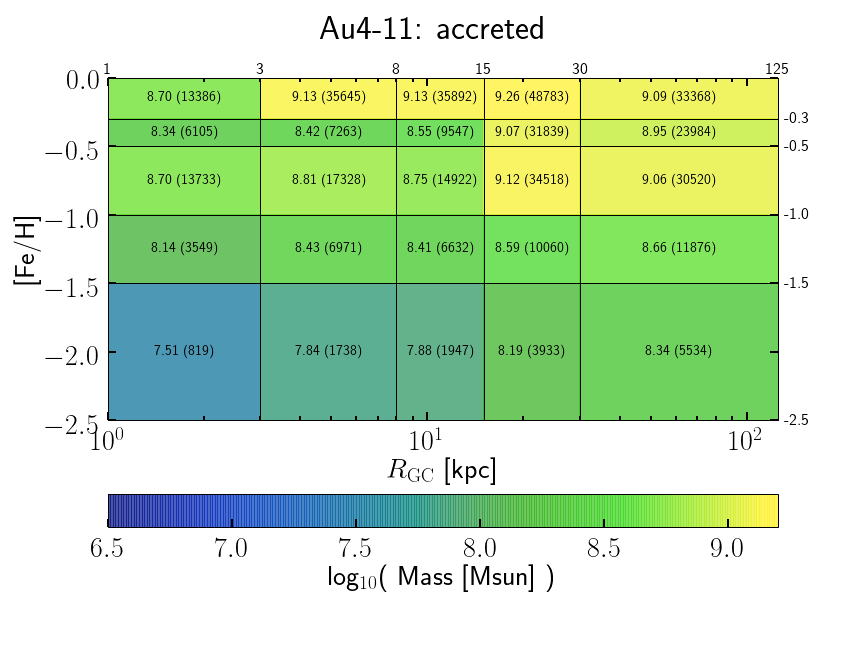 Au4-11: accreted
1 3 8 15 30 125
0.0
8.70 (13386) 9.13 (35645) 9.13 (35892) 9.26 (48783) 9.09 (33368)
-0.3
8.34 (6105) 8.42 (7263) 8.55 (9547) 9.07 (31839) 8.95 (23984)
−0.5 -0.5
8.70 (13733) 8.81 (17328) 8.75 (14922) 9.12 (34518) 9.06 (30520)
−1.0 -1.0
[Fe/H]
8.14 (3549) 8.43 (6971) 8.41 (6632) 8.59 (10060) 8.66 (11876)
−1.5 -1.5
7.51 (819) 7.84 (1738) 7.88 (1947) 8.19 (3933) 8.34 (5534)
−2.0
−2.5 -2.5
10⁰ 10¹ 10²
R_GC [kpc]
6.5 7.0 7.5 8.0 8.5 9.0
log₁₀( Mass [Msun] )